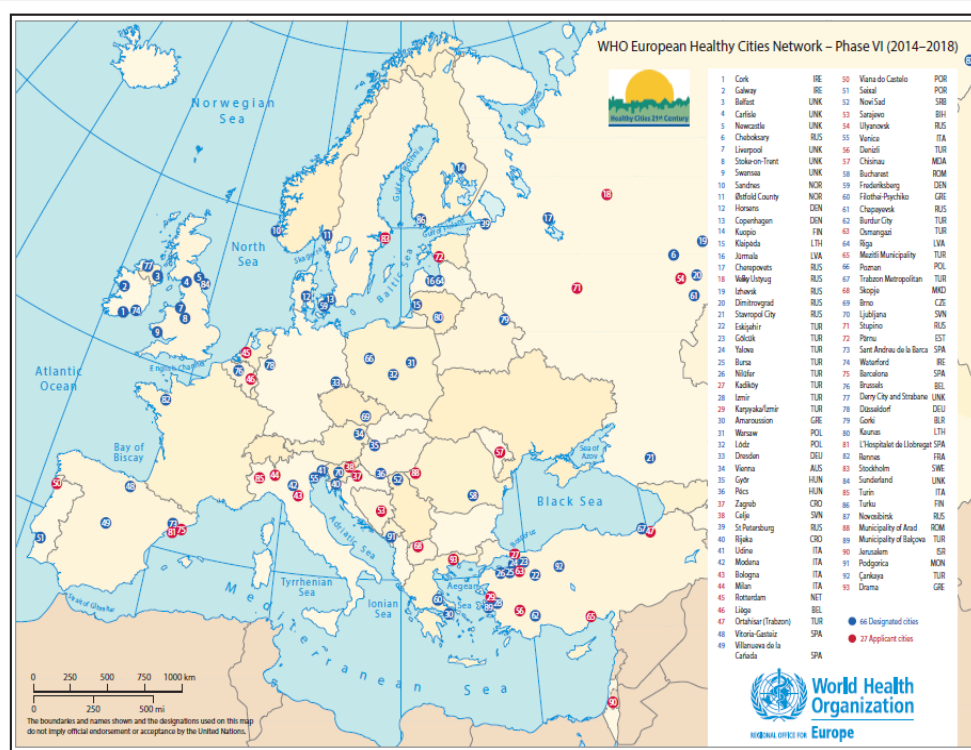 WHO European Healthy Cities Network – Phase VI (2014–2018)
Healthy Cities 21st Century
Norwegian
Sea
North
Sea
Atlantic
Ocean
English Channel
Bay of
Biscay
Gulf of Bothnia
Gulf of Finland
Baltic Sea
Sea of
Azov
Black Sea
Adriatic Sea
Tyrrhenian
Sea
Ionian
Sea
Aegean
Sea
Mediterranean Sea
Strait of Gibraltar
1 Cork IRE
2 Galway IRE
3 Belfast UNK
4 Carlisle UNK
5 Newcastle UNK
6 Cheboksary RUS
7 Liverpool UNK
8 Stoke-on-Trent UNK
9 Swansea UNK
10 Sandnes NOR
11 Østfold County NOR
12 Horsens DEN
13 Copenhagen DEN
14 Kuopio FIN
15 Klaipėda LTH
16 Jūrmala LVA
17 Cherepovets RUS
18 Veliky Ustyug RUS
19 Izhevsk RUS
20 Dimitrovgrad RUS
21 Stavropol City RUS
22 Eskişehir TUR
23 Gölcük TUR
24 Yalova TUR
25 Bursa TUR
26 Nilüfer TUR
27 Kadiköy TUR
28 Izmir TUR
29 Karşıyaka/Izmir TUR
30 Amaroussion GRE
31 Warsaw POL
32 Lódz POL
33 Dresden DEU
34 Vienna AUS
35 Györ HUN
36 Pécs HUN
37 Zagreb CRO
38 Celje SVN
39 St Petersburg RUS
40 Rijeka CRO
41 Udine ITA
42 Modena ITA
43 Bologna ITA
44 Milan ITA
45 Rotterdam NET
46 Liège BEL
47 Ortahisar (Trabzon) TUR
48 Vitoria-Gasteiz SPA
49 Villanueva de la
Cañada SPA
50 Viana do Castelo POR
51 Seixal POR
52 Novi Sad SRB
53 Sarajevo BIH
54 Ulyanovsk RUS
55 Venice ITA
56 Denizli TUR
57 Chisinau MDA
58 Bucharest ROM
59 Frederiksberg DEN
60 Filothei-Psychiko GRE
61 Chapayevsk RUS
62 Burdur City TUR
63 Osmangazi TUR
64 Riga LVA
65 Mezitli Municipality TUR
66 Poznan POL
67 Trabzon Metropolitan TUR
68 Skopje MKD
69 Brno CZE
70 Ljubljana SVN
71 Stupino RUS
72 Pärnu EST
73 Sant Andreu de la Barca SPA
74 Waterford IRE
75 Barcelona SPA
76 Brussels BEL
77 Derry City and Strabane UNK
78 Düsseldorf DEU
79 Gorki BLR
80 Kaunas LTH
81 L'Hospitalet de Llobregat SPA
82 Rennes FRA
83 Stockholm SWE
84 Sunderland UNK
85 Turin ITA
86 Turku FIN
87 Novosibirsk RUS
88 Municipality of Arad ROM
89 Municipality of Balçova TUR
90 Jerusalem ISR
91 Podgorica MON
92 Çankaya TUR
93 Drama GRE
66 Designated cities
27 Applicant cities
0 250 500 750 1000 km
0 250 500 mi
The boundaries and names shown and the designations used on this map
do not imply official endorsement or acceptance by the United Nations.
World Health
Organization
REGIONAL OFFICE FOR Europe